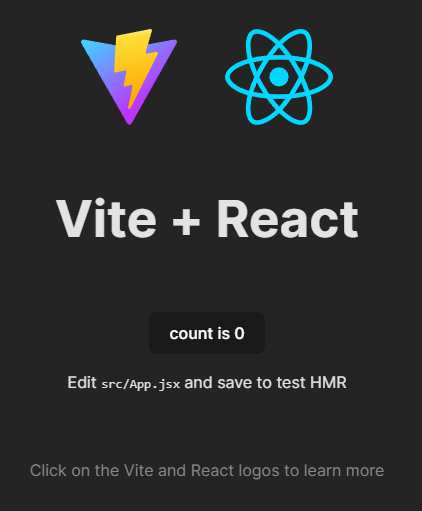 Vite + React
count is 0
Edit src/App.jsx and save to test HMR
Click on the Vite and React logos to learn more